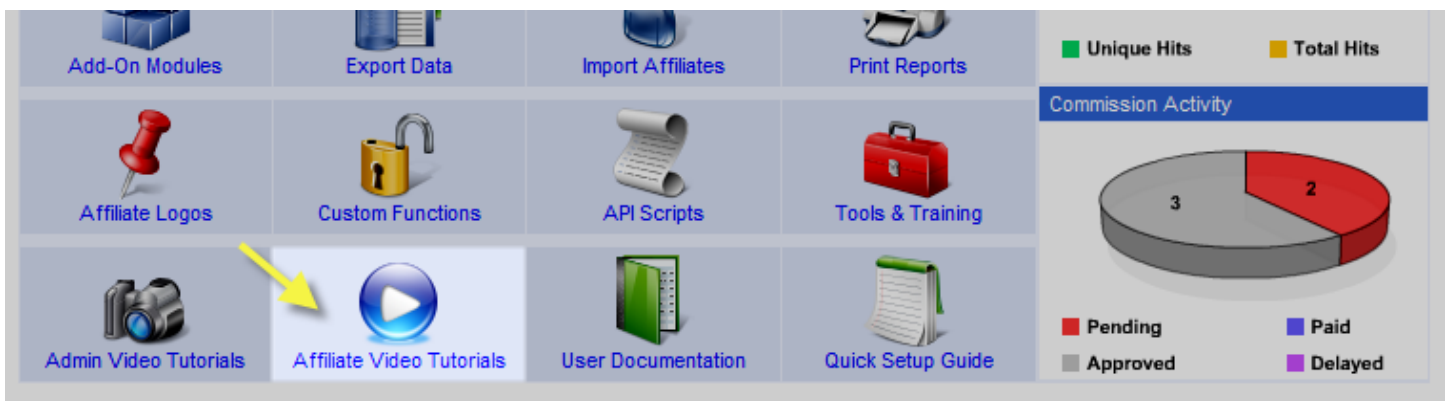 Add-On Modules
Export Data
Import Affiliates
Print Reports
Unique Hits
Total Hits
Commission Activity
3
2
Affiliate Logos
Custom Functions
API Scripts
Tools & Training
Admin Video Tutorials
Affiliate Video Tutorials
User Documentation
Quick Setup Guide
Pending
Paid
Approved
Delayed